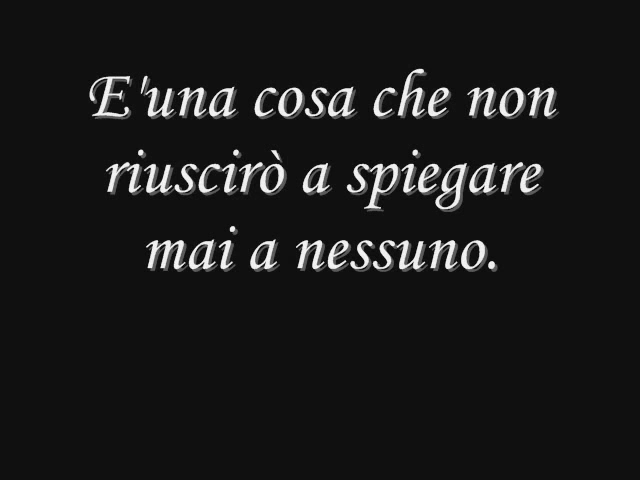 E'una cosa che non
riuscirò a spiegare
mai a nessuno.